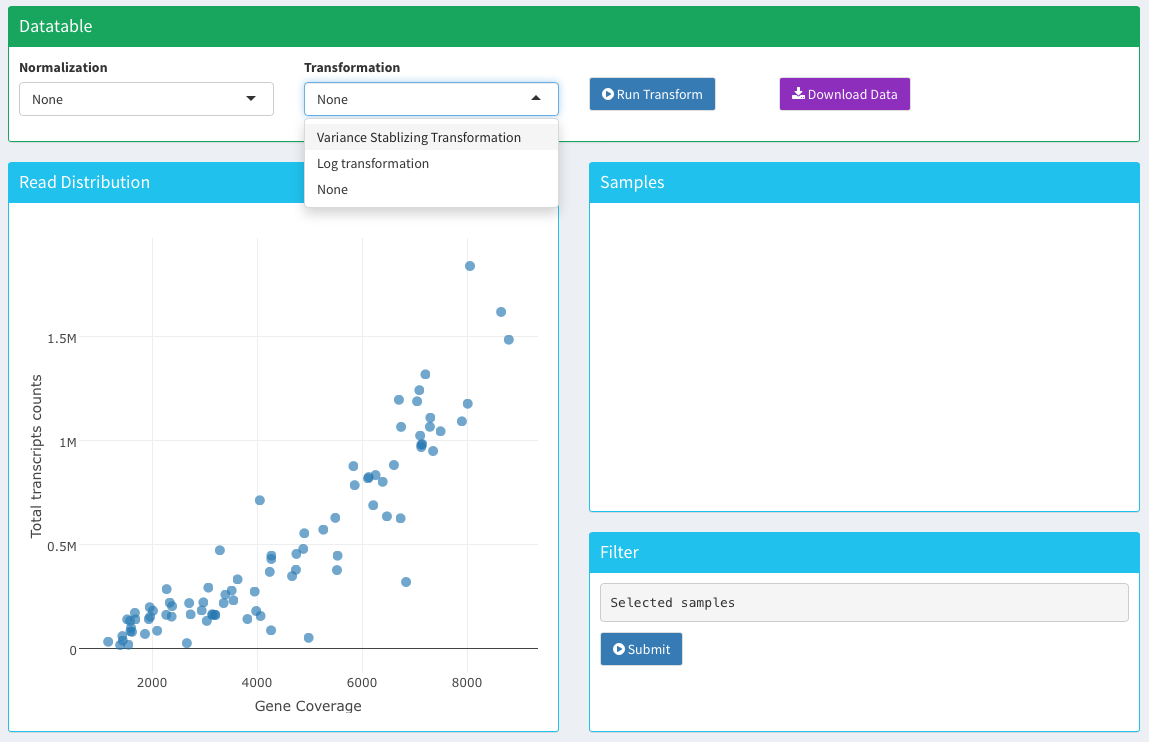 Datatable
Normalization
Transformation
None
None
Run Transform
Download Data
Variance Stablizing Transformation
Log transformation
None
Read Distribution
Samples
1.5M
1M
0.5M
0
Total transcripts counts
2000 4000 6000 8000
Gene Coverage
Filter
Selected samples
Submit